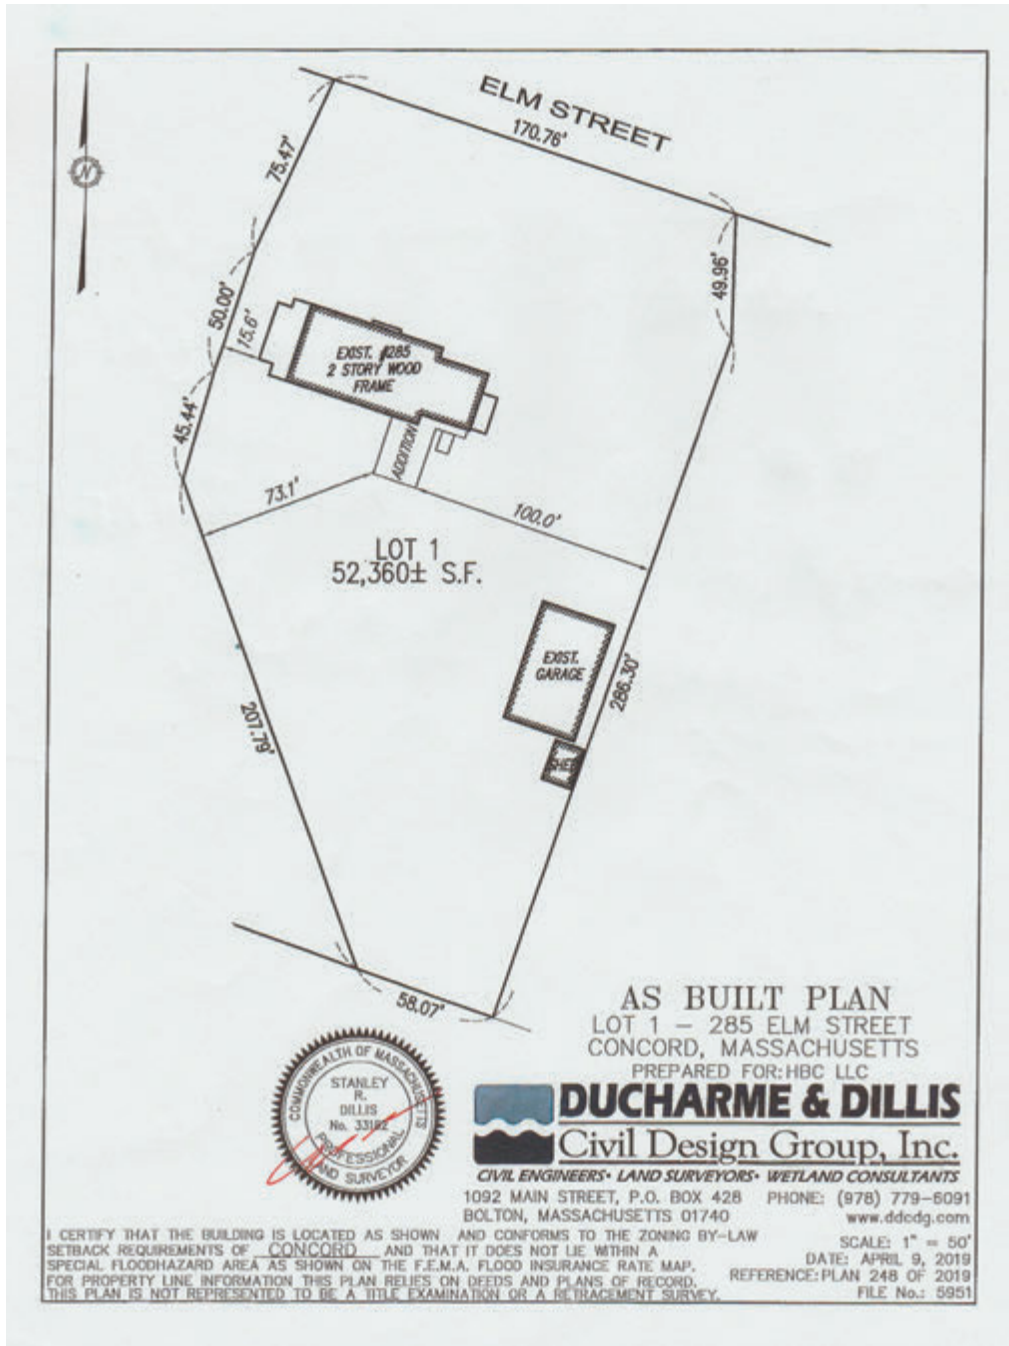 ELM STREET
170.76'
75.47'
N
49.96'
50.00'
15.6'
EXIST. #285
2 STORY WOOD
FRAME
45.44'
ADDITION
73.1'
100.0'
LOT 1
52,360± S.F.
EXIST.
GARAGE
286.30'
207.79'
SHED
58.07'
AS BUILT PLAN
LOT 1 - 285 ELM STREET
CONCORD, MASSACHUSETTS
PREPARED FOR: HBC LLC
COMMONWEALTH OF MASSACHUSETTS
STANLEY
R.
DILLIS
No. 33182
PROFESSIONAL
LAND SURVEYOR
DUCHARME & DILLIS
Civil Design Group, Inc.
CIVIL ENGINEERS• LAND SURVEYORS• WETLAND CONSULTANTS
1092 MAIN STREET, P.O. BOX 428 PHONE: (978) 779-6091
BOLTON, MASSACHUSETTS 01740 www.ddcdg.com
I CERTIFY THAT THE BUILDING IS LOCATED AS SHOWN AND CONFORMS TO THE ZONING BY-LAW
SETBACK REQUIREMENTS OF CONCORD AND THAT IT DOES NOT LIE WITHIN A
SPECIAL FLOODHAZARD AREA AS SHOWN ON THE F.E.M.A. FLOOD INSURANCE RATE MAP.
FOR PROPERTY LINE INFORMATION THIS PLAN RELIES ON DEEDS AND PLANS OF RECORD.
THIS PLAN IS NOT REPRESENTED TO BE A TITLE EXAMINATION OR A RETRACEMENT SURVEY.
SCALE: 1" = 50'
DATE: APRIL 9, 2019
REFERENCE: PLAN 248 OF 2019
FILE No.: 5951